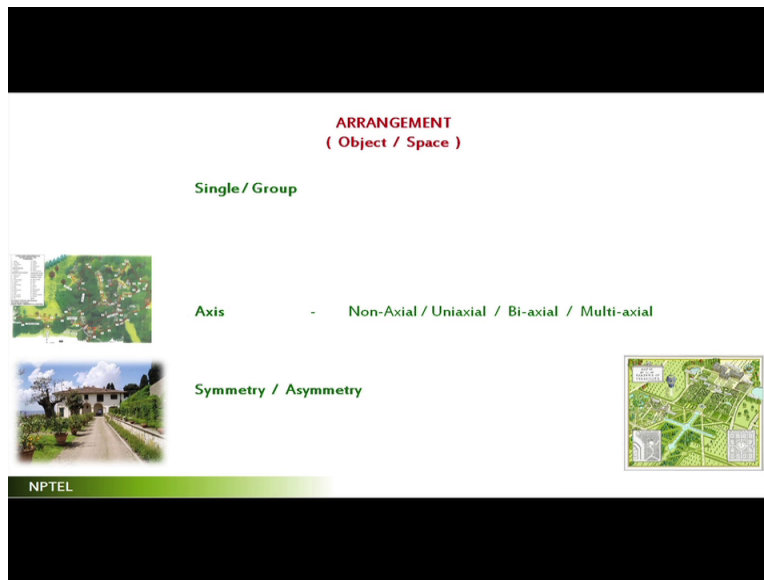 ARRANGEMENT
( Object / Space )
Single / Group
Axis - Non-Axial / Uniaxial / Bi-axial / Multi-axial
Symmetry / Asymmetry
NPTEL